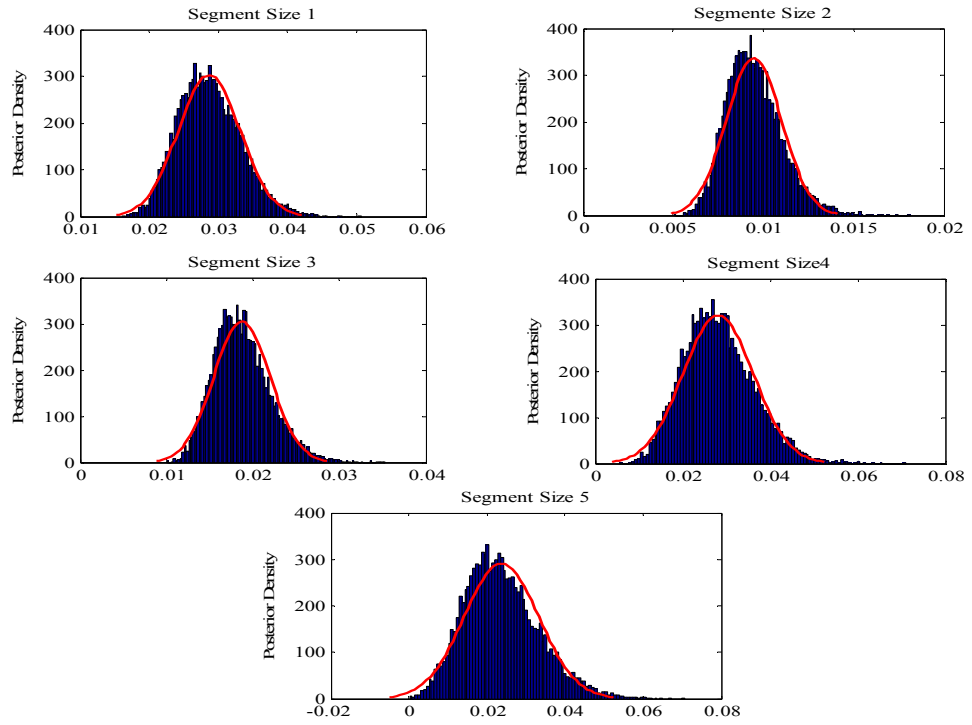 Segment Size 1
Posterior Density
400
300
200
100
0
0.01 0.02 0.03 0.04 0.05 0.06
Segmente Size 2
Posterior Density
400
300
200
100
0
0 0.005 0.01 0.015 0.02
Segment Size 3
Posterior Density
400
300
200
100
0
0 0.01 0.02 0.03 0.04
Segment Size4
Posterior Density
400
300
200
100
0
0 0.02 0.04 0.06 0.08
Segment Size 5
Posterior Density
400
300
200
100
0
-0.02 0 0.02 0.04 0.06 0.08